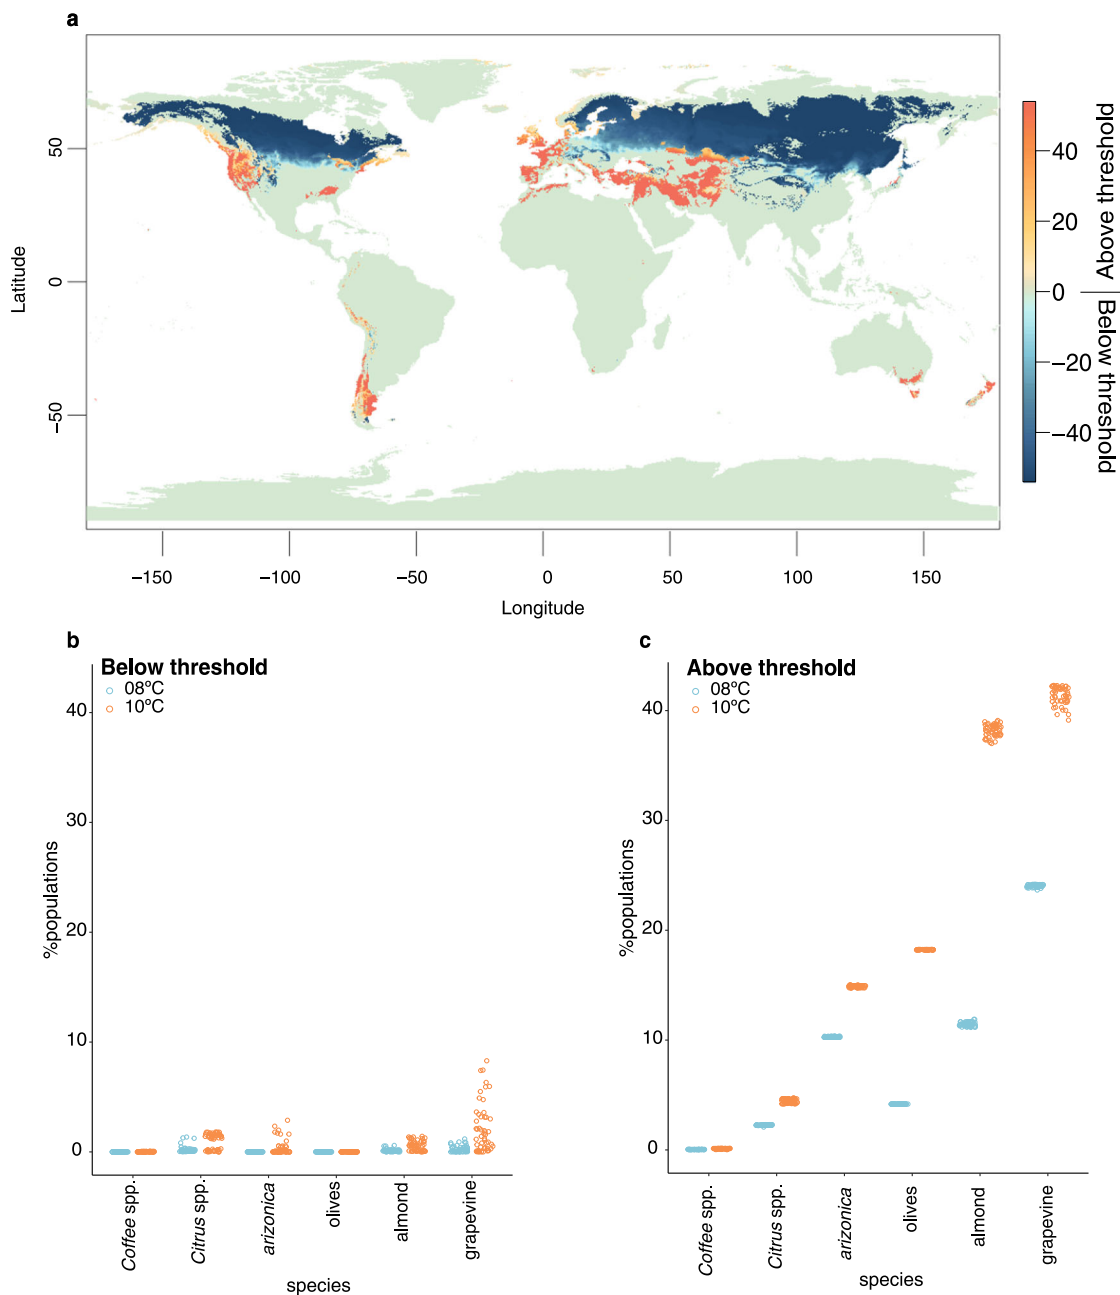 a
50
0
−50
Latitude
−150
−100
−50
0
50
100
150
Longitude
40
20
0
−20
−40
Below threshold | Above threshold
b
Below threshold
08ºC
10ºC
40
30
20
10
0
%populations
Coffee spp.
Citrus spp.
arizonica
olives
almond
grapevine
species
c
Above threshold
08ºC
10ºC
40
30
20
10
0
%populations
Coffee spp.
Citrus spp.
arizonica
olives
almond
grapevine
species